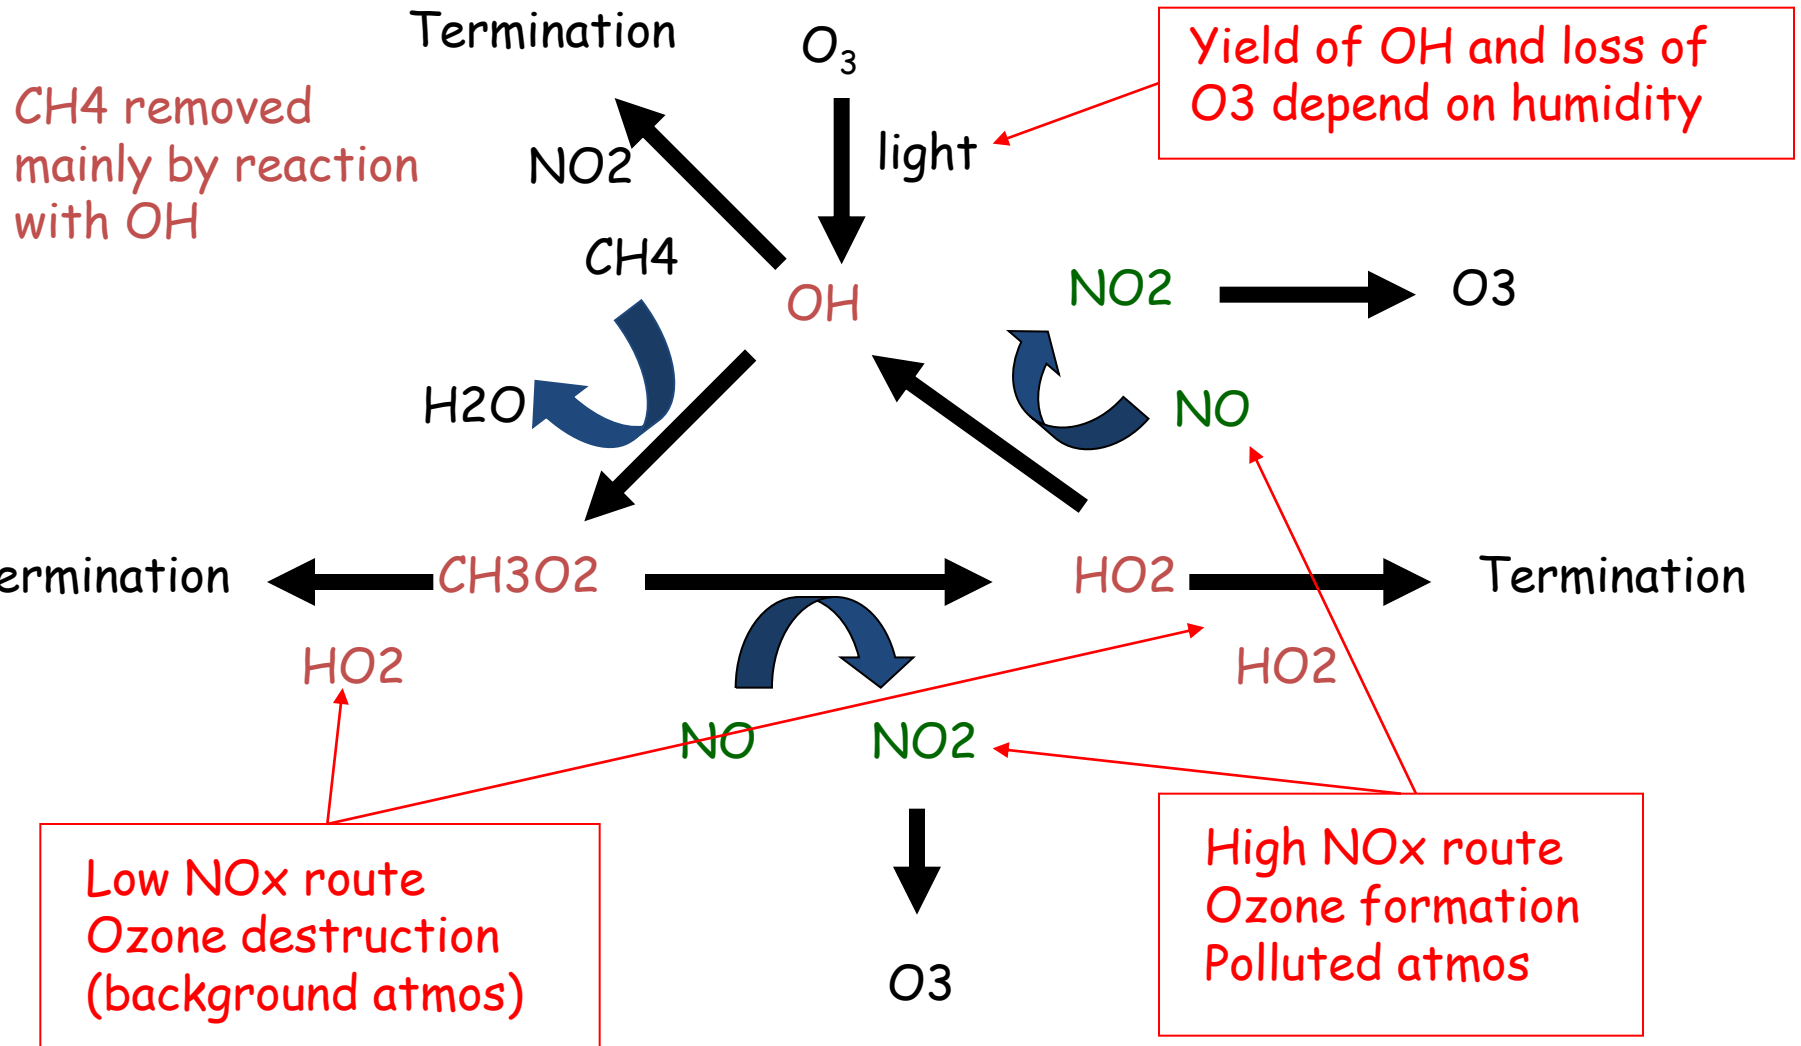 Termination
O₃
Yield of OH and loss of
O3 depend on humidity
CH4 removed
mainly by reaction
with OH
NO2
light
CH4
OH
NO2
O3
H2O
NO
ermination
CH3O2
HO2
Termination
HO2
HO2
NO
NO2
Low NOx route
Ozone destruction
(background atmos)
High NOx route
Ozone formation
Polluted atmos
O3